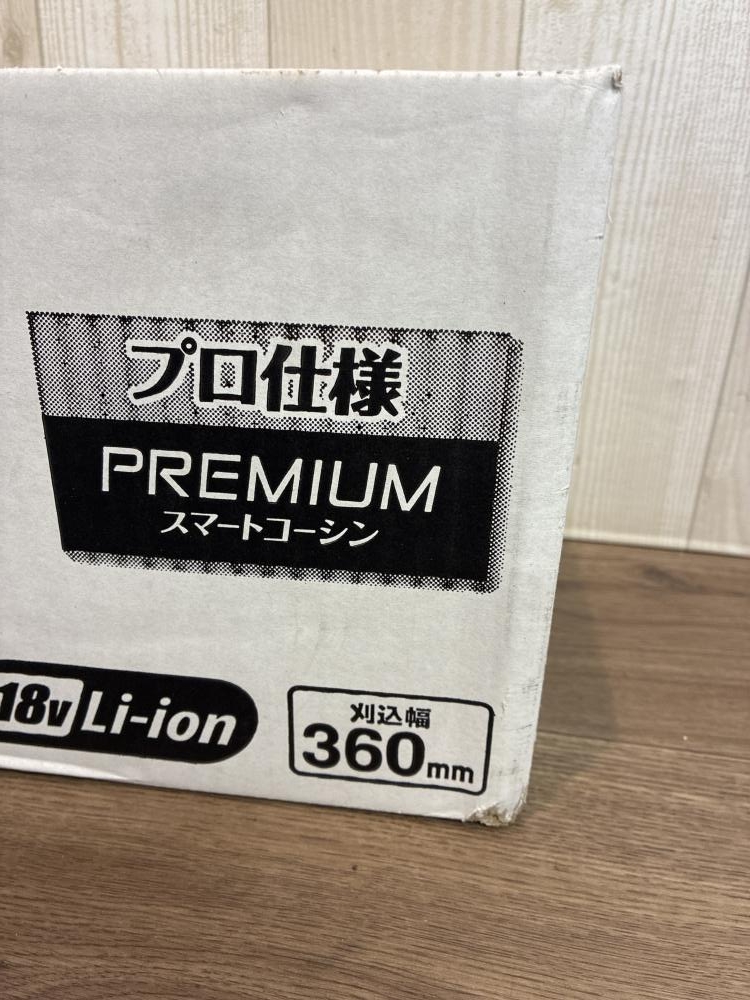 プロ仕様
PREMIUM
スマートコーシン
18v Li-ion
刈込幅
360mm